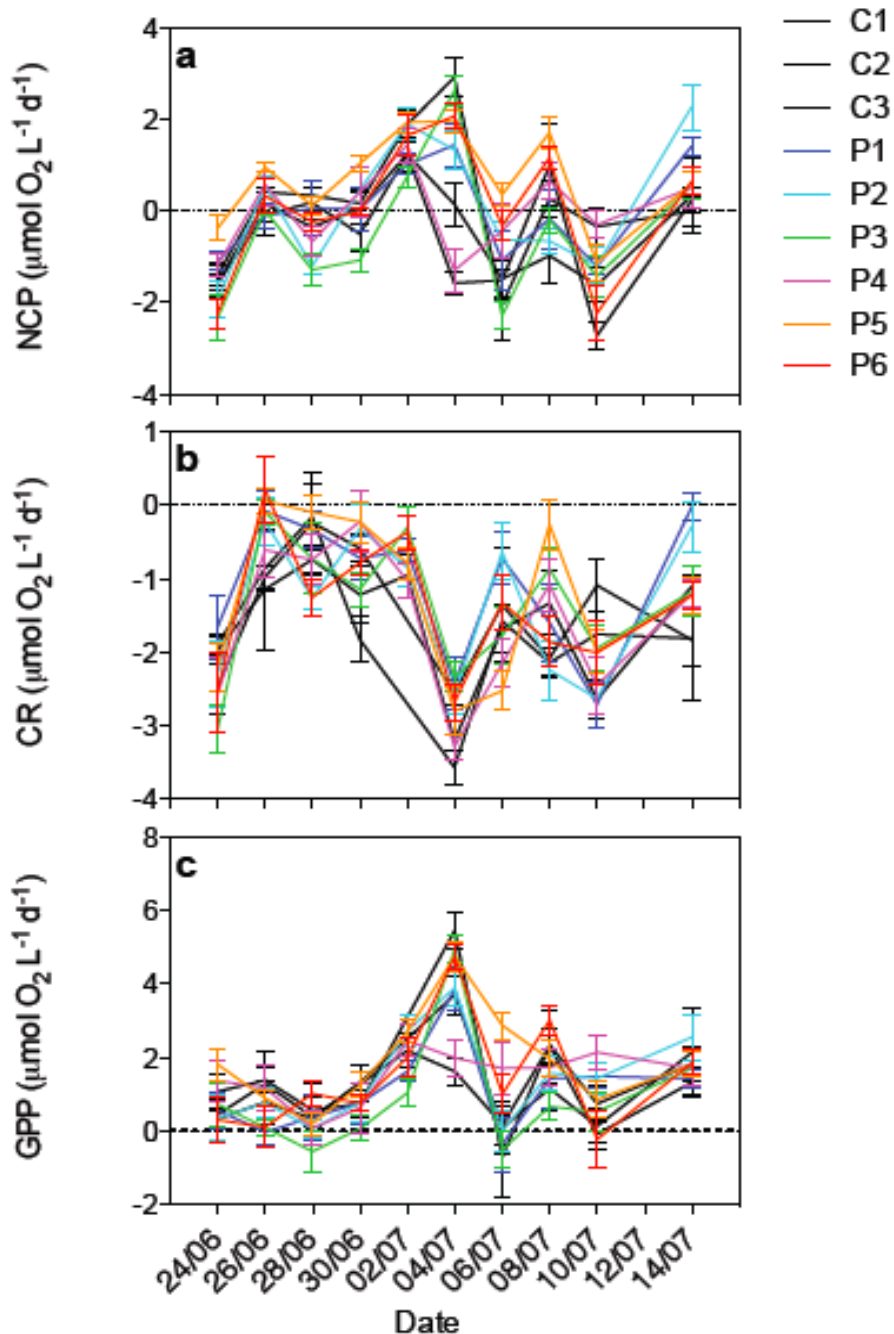 a
NCP (µmol O2 L-1 d-1)
4
2
0
-2
-4
C1
C2
C3
P1
P2
P3
P4
P5
P6
b
CR (µmol O2 L-1 d-1)
1
0
-1
-2
-3
-4
c
GPP (µmol O2 L-1 d-1)
8
6
4
2
0
-2
24/06
26/06
28/06
30/06
02/07
04/07
06/07
08/07
10/07
12/07
14/07
Date